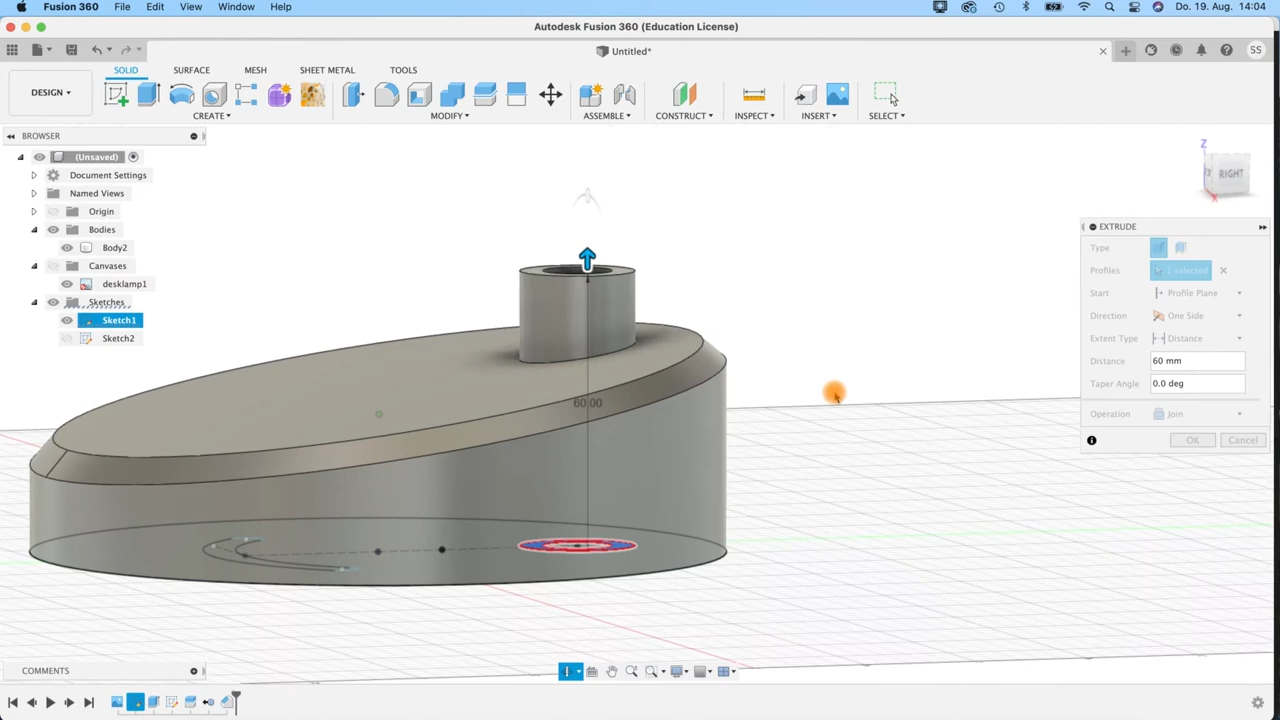 Fusion 360 File Edit View Window Help Do. 19. Aug. 14:04
Autodesk Fusion 360 (Education License)
Untitled* SS
DESIGN SOLID SURFACE MESH SHEET METAL TOOLS
CREATE MODIFY ASSEMBLE CONSTRUCT INSPECT INSERT SELECT
BROWSER
(Unsaved)
Document Settings
Named Views
Origin
Bodies
Body2
Canvases
desklamp1
Sketches
Sketch1
Sketch2
Z
RIGHT
X
60.00
EXTRUDE
Type
Profiles 1 selected
Start Profile Plane
Direction One Side
Extent Type Distance
Distance 60 mm
Taper Angle 0.0 deg
Operation Join
OK Cancel
COMMENTS